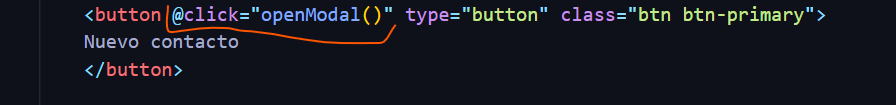 <button @click="openModal()" type="button" class="btn btn-primary">
Nuevo contacto
</button>